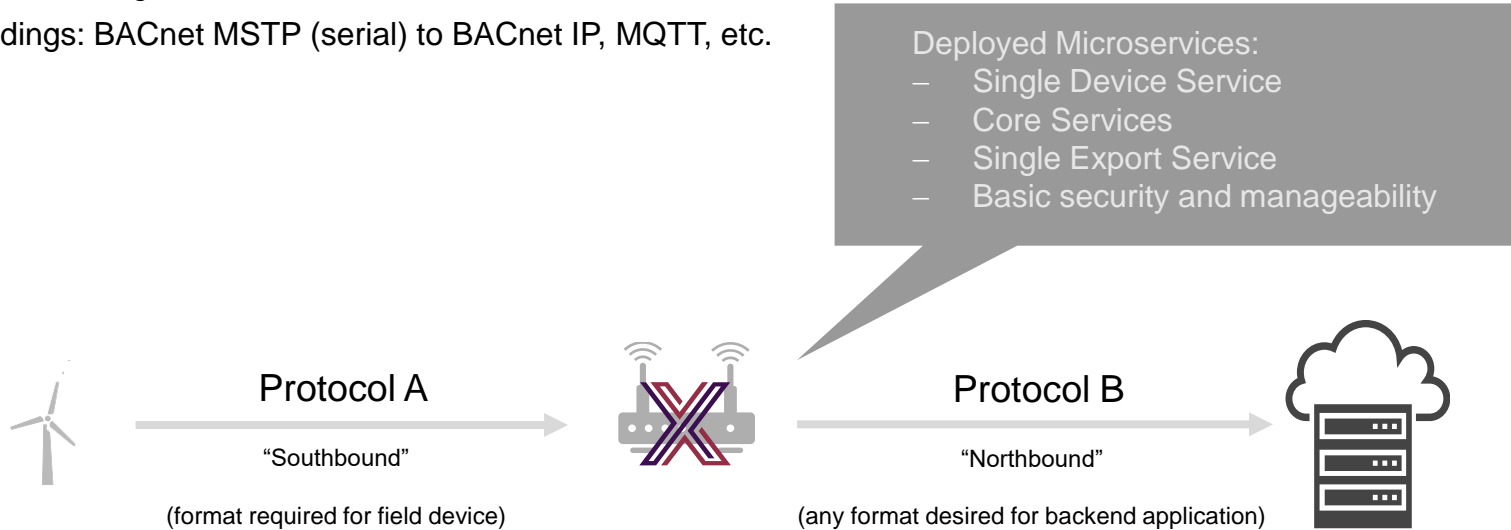 dings: BACnet MSTP (serial) to BACnet IP, MQTT, etc.
Deployed Microservices:
– Single Device Service
– Core Services
– Single Export Service
– Basic security and manageability
Protocol A
“Southbound”
(format required for field device)
Protocol B
“Northbound”
(any format desired for backend application)